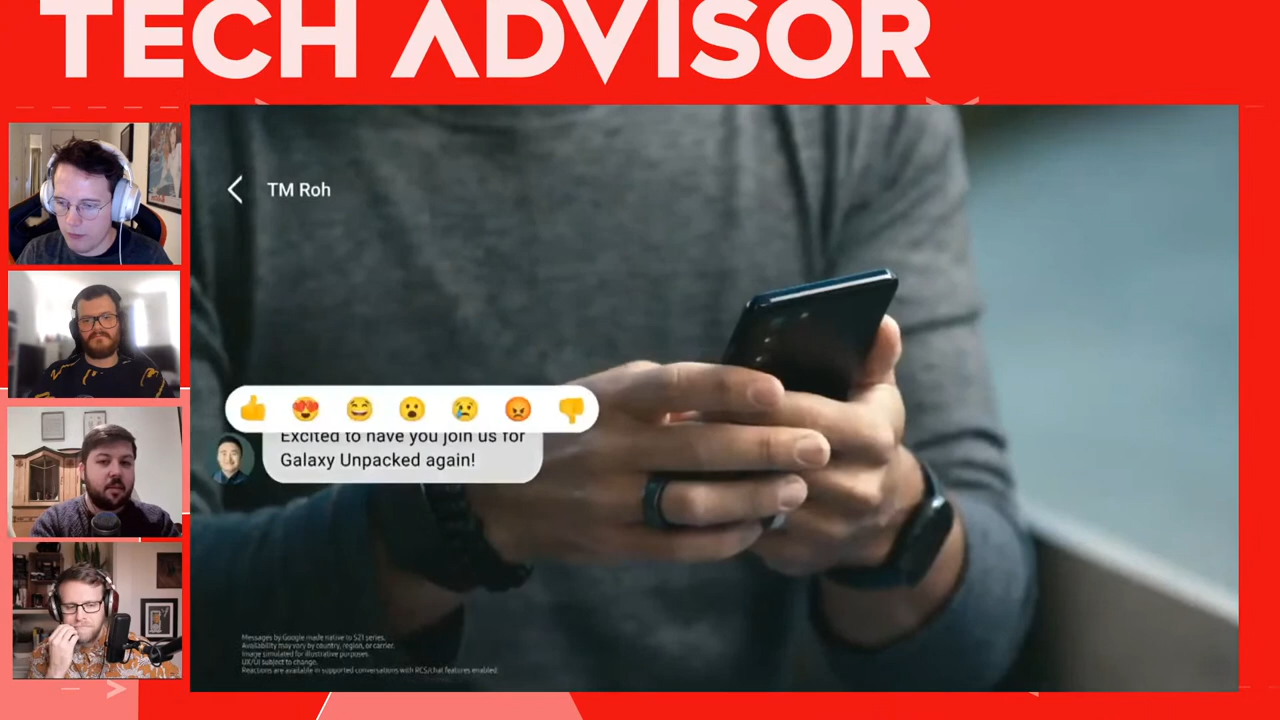 TECH ADVISOR
TM Roh
Excited to have you join us for
Galaxy Unpacked again!
Messages by Google made native to S21 series.
Availability may vary by country, region, or carrier.
Image simulated for illustrative purposes.
UX/UI subject to change.
Reactions are available in supported conversations with RCS/chat features enabled.